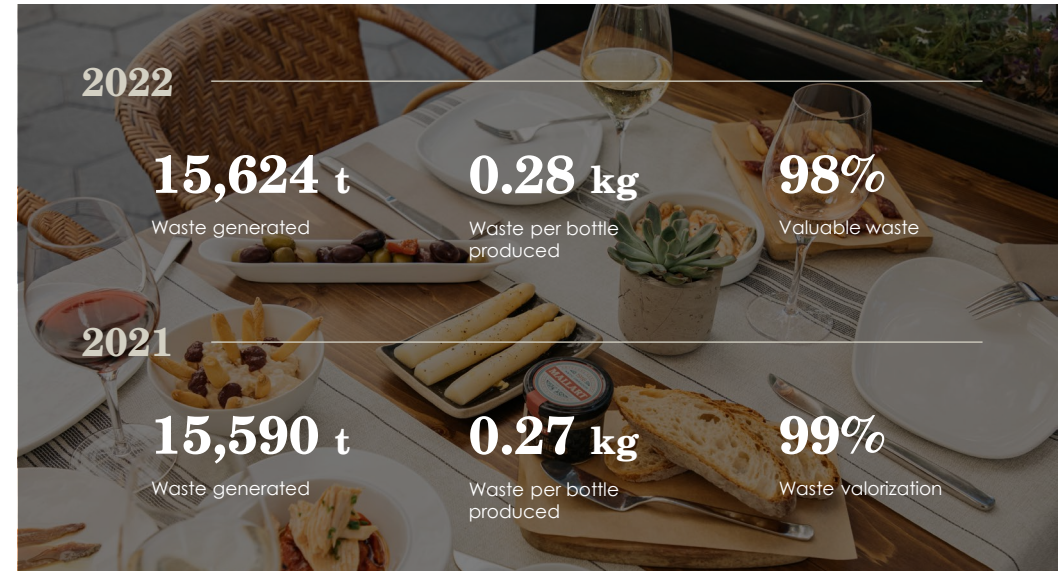 2022
15,624 t
0.28 kg
98%
Waste generated
Waste per bottle
produced
Valuable waste
2021
15,590 t
0.27 kg
99%
Waste generated
Waste per bottle
produced
Waste valorization